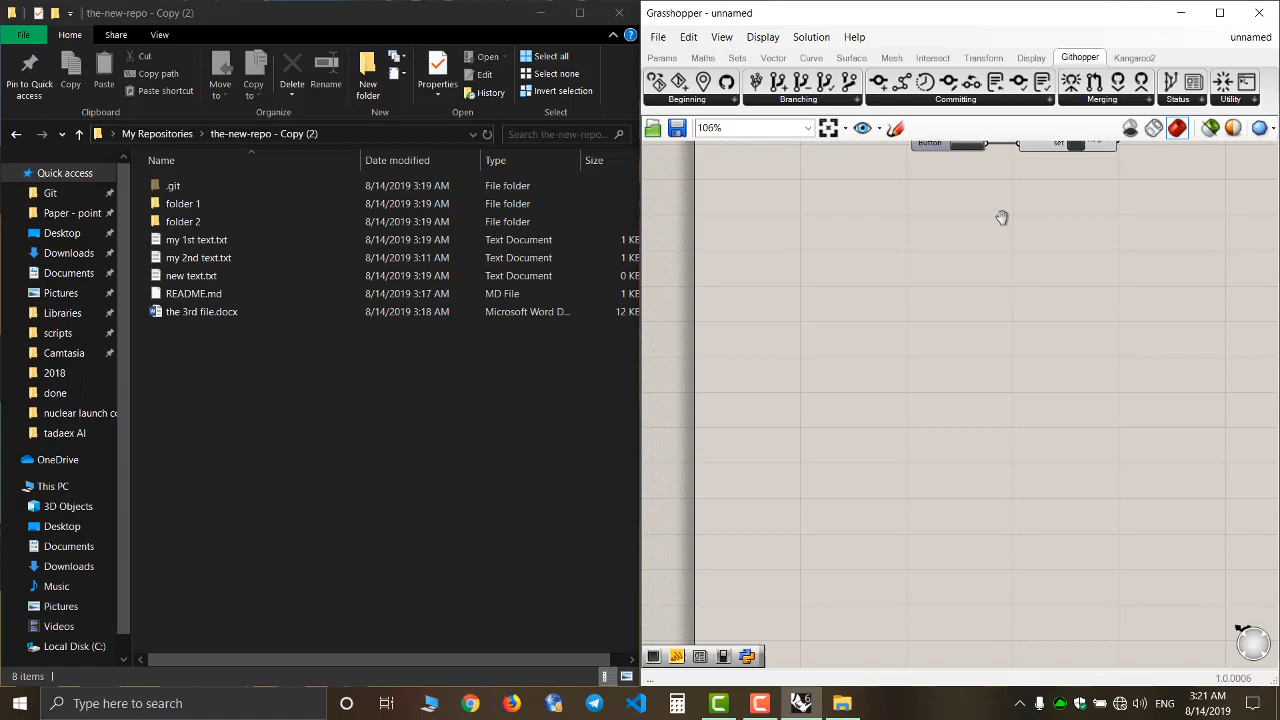 the-new-repo - Copy (2)
File Home Share View
Pin to Quick access
Copy
Paste
Cut
Copy path
Paste shortcut
Clipboard
Move to
Copy to
Delete
Rename
Organize
New folder
New
Properties
Open
Edit
History
Open
Select all
Select none
Invert selection
Select
My Repositories the-new-repo - Copy (2)
Search the-new-repo...
Name Date modified Type Size
.git 8/14/2019 3:19 AM File folder
folder 1 8/14/2019 3:19 AM File folder
folder 2 8/14/2019 3:19 AM File folder
my 1st text.txt 8/14/2019 3:19 AM Text Document 1 KB
my 2nd text.txt 8/14/2019 3:11 AM Text Document 1 KB
new text.txt 8/14/2019 3:19 AM Text Document 0 KB
README.md 8/14/2019 3:17 AM MD File 1 KB
the 3rd file.docx 8/14/2019 3:18 AM Microsoft Word D... 12 KB
Quick access
Git
Paper - point
Desktop
Downloads
Documents
Pictures
Libraries
scripts
Camtasia
2018
done
nuclear launch co
tadaex AI
OneDrive
This PC
3D Objects
Desktop
Documents
Downloads
Music
Pictures
Videos
Local Disk (C:)
8 items
Grasshopper - unnamed
File Edit View Display Solution Help unnamed
Params Maths Sets Vector Curve Surface Mesh Intersect Transform Display Githopper Kangaroo2
Beginning Branching Committing Merging Status Utility
106%
Button
set
...
1.0.0006
Type here to search
ENG
3:21 AM
8/14/2019